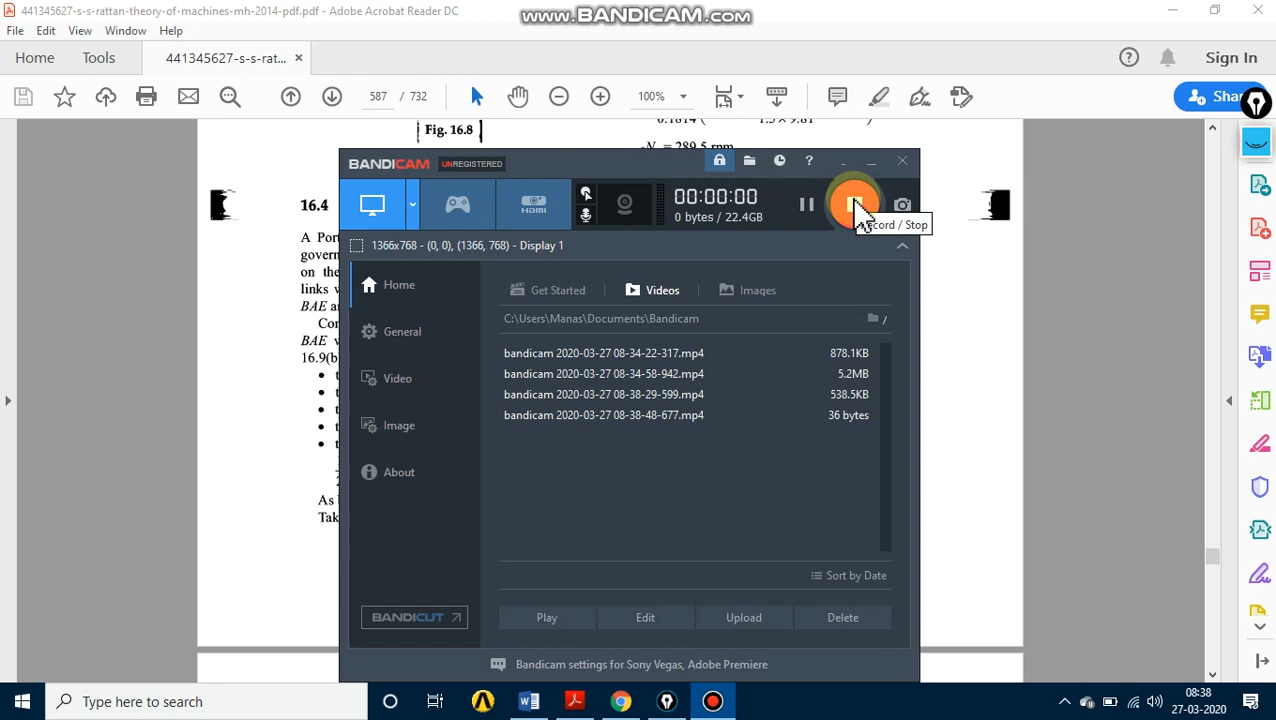 441345627-s-s-rattan-theory-of-machines-mh-2014-pdf.pdf - Adobe Acrobat Reader DC
www.BANDICAM.com
File Edit View Window Help
Home Tools 441345627-s-s-rat... × Sign In
587 / 732 100% Shar
Fig. 16.8
= 289.5 rpm
BANDICAM UNREGISTERED
16.4
00:00:00
0 bytes / 22.4GB
HDMI
Record / Stop
A Por
govern
on the
links w
BAE a
Con
BAE w
16.9(b
1366x768 - (0, 0), (1366, 768) - Display 1
Home
General
Video
Image
About
BANDICUT
Get Started Videos Images
C:\Users\Manas\Documents\Bandicam /
bandicam 2020-03-27 08-34-22-317.mp4 878.1KB
bandicam 2020-03-27 08-34-58-942.mp4 5.2MB
bandicam 2020-03-27 08-38-29-599.mp4 538.5KB
bandicam 2020-03-27 08-38-48-677.mp4 36 bytes
As
Tak
Sort by Date
Play Edit Upload Delete
Bandicam settings for Sony Vegas, Adobe Premiere
Type here to search
08:38
27-03-2020